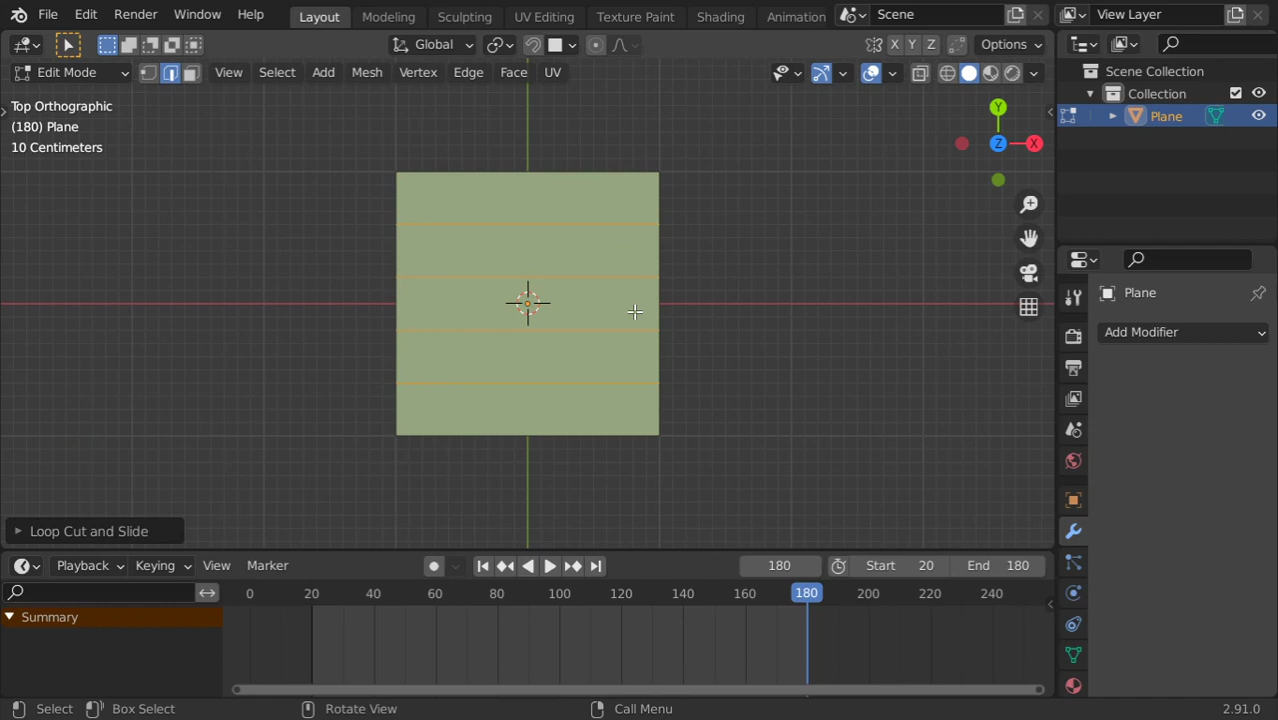 File Edit Render Window Help Layout Modeling Sculpting UV Editing Texture Paint Shading Animation Scene View Layer
Global Options
Edit Mode View Select Add Mesh Vertex Edge Face UV
X Y Z
Scene Collection
Collection
Plane
Top Orthographic
(180) Plane
10 Centimeters
Y
Z
X
Plane
Add Modifier
Loop Cut and Slide
Playback Keying View Marker 180 Start 20 End 180
0 20 40 60 80 100 120 140 160 180 200 220 240
Summary
Select Box Select Rotate View Call Menu 2.91.0